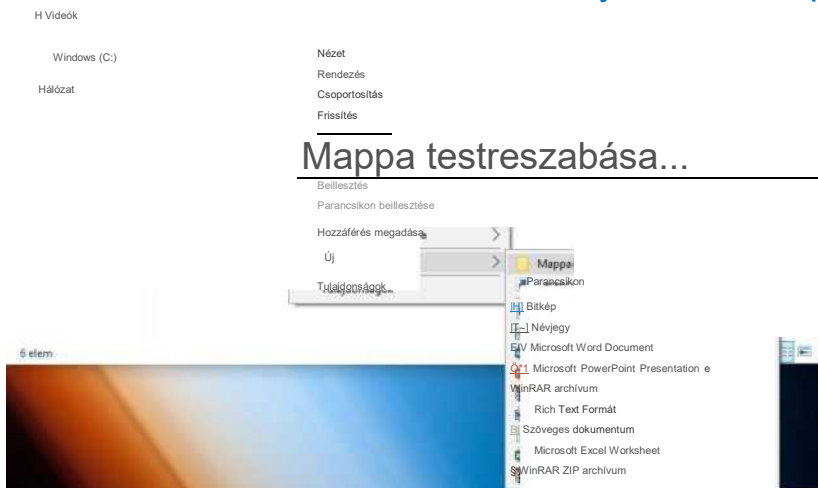 H Videók
Windows (C:)
Hálózat
Nézet
Rendezés
Csoportosítás
Frissítés
Mappa testreszabása...
Beillesztés
Parancsikon beillesztése
Hozzáférés megadása
Új
Tulajdonságok
Mappa
Parancsikon
[H] Bitkép
[T~] Névjegy
Microsoft Word Document
Microsoft PowerPoint Presentation e
WinRAR archívum
Rich Text Formát
Szöveges dokumentum
Microsoft Excel Worksheet
WinRAR ZIP archívum
6 elem